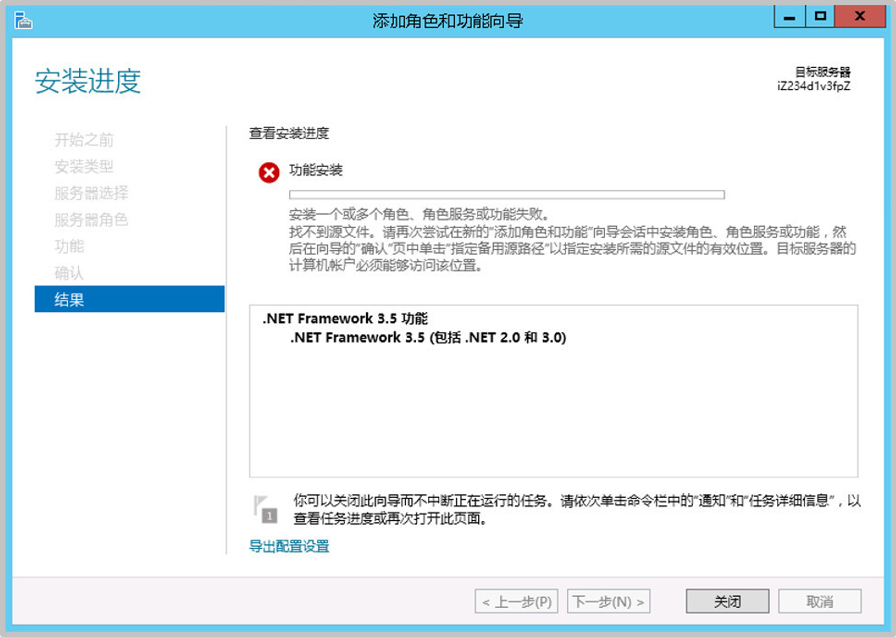 添加角色和功能向导
安装进度
目标服务器
iZ234d1v3fpZ
开始之前
安装类型
服务器选择
服务器角色
功能
确认
结果
查看安装进度
功能安装
安装一个或多个角色、角色服务或功能失败。
找不到源文件。请再次尝试在新的“添加角色和功能”向导会话中安装角色、角色服务或功能，然
后在向导的“确认”页中单击“指定备用源路径”以指定安装所需的源文件的有效位置。目标服务器的
计算机帐户必须能够访问该位置。
.NET Framework 3.5 功能
.NET Framework 3.5 (包括 .NET 2.0 和 3.0)
1
你可以关闭此向导而不中断正在运行的任务。请依次单击命令栏中的“通知”和“任务详细信息”，以
查看任务进度或再次打开此页面。
导出配置设置
< 上一步(P)
下一步(N) >
关闭
取消